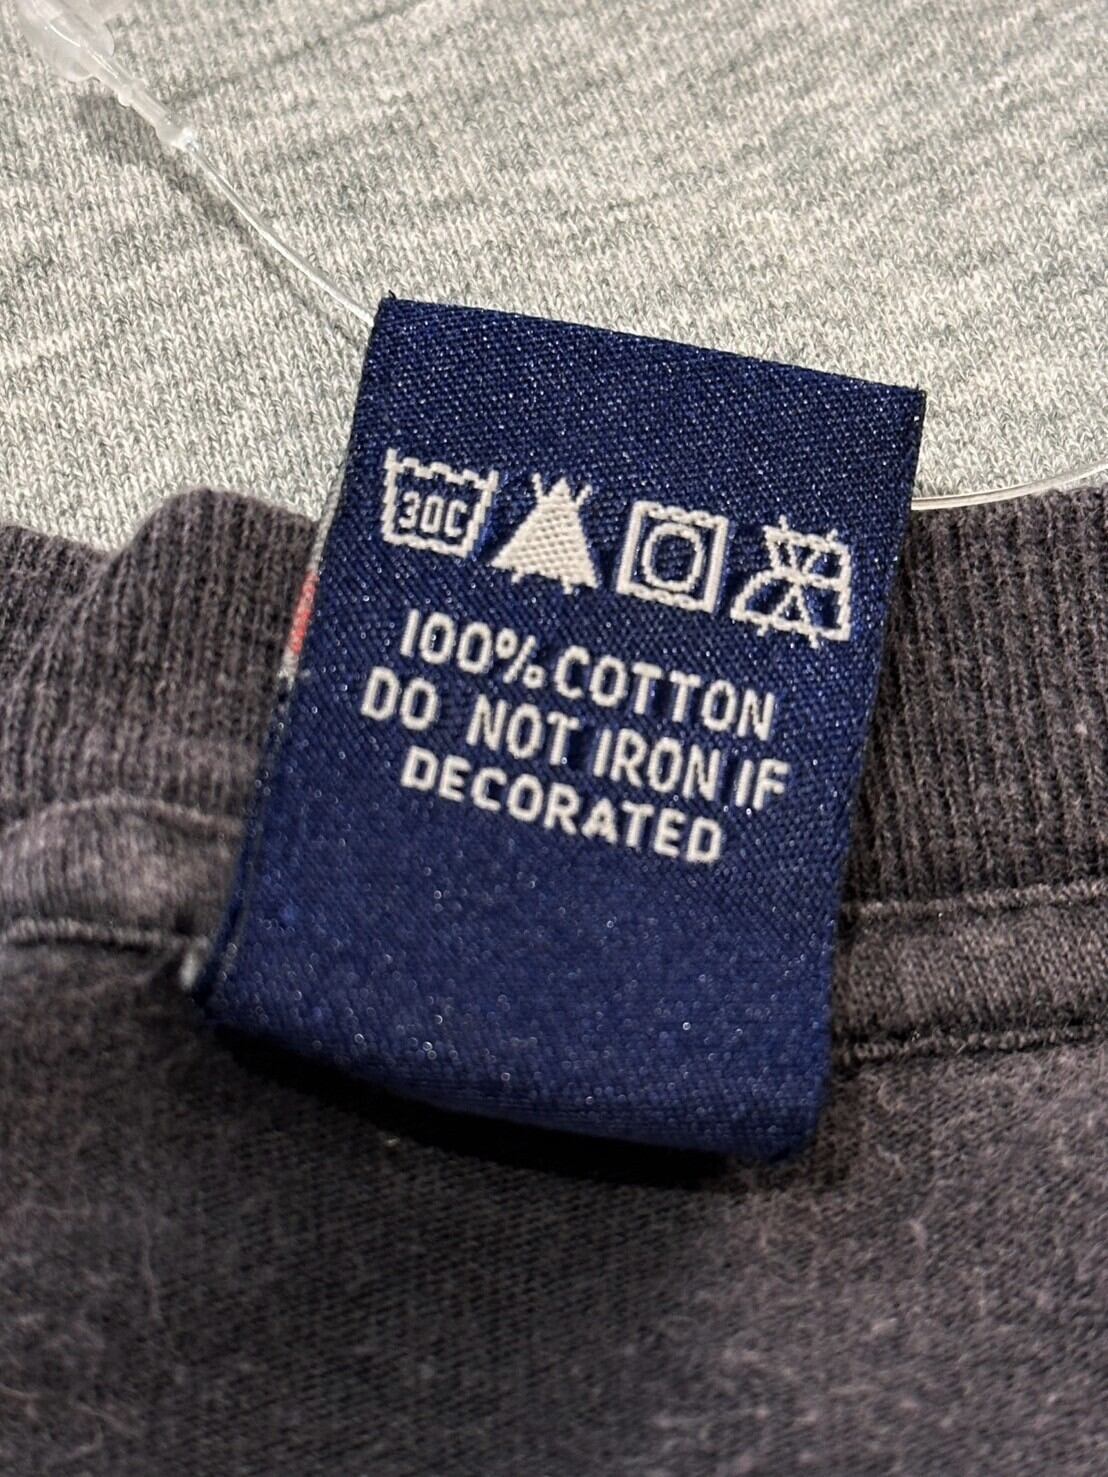 30C
100% COTTON
DO NOT IRON IF
DECORATED